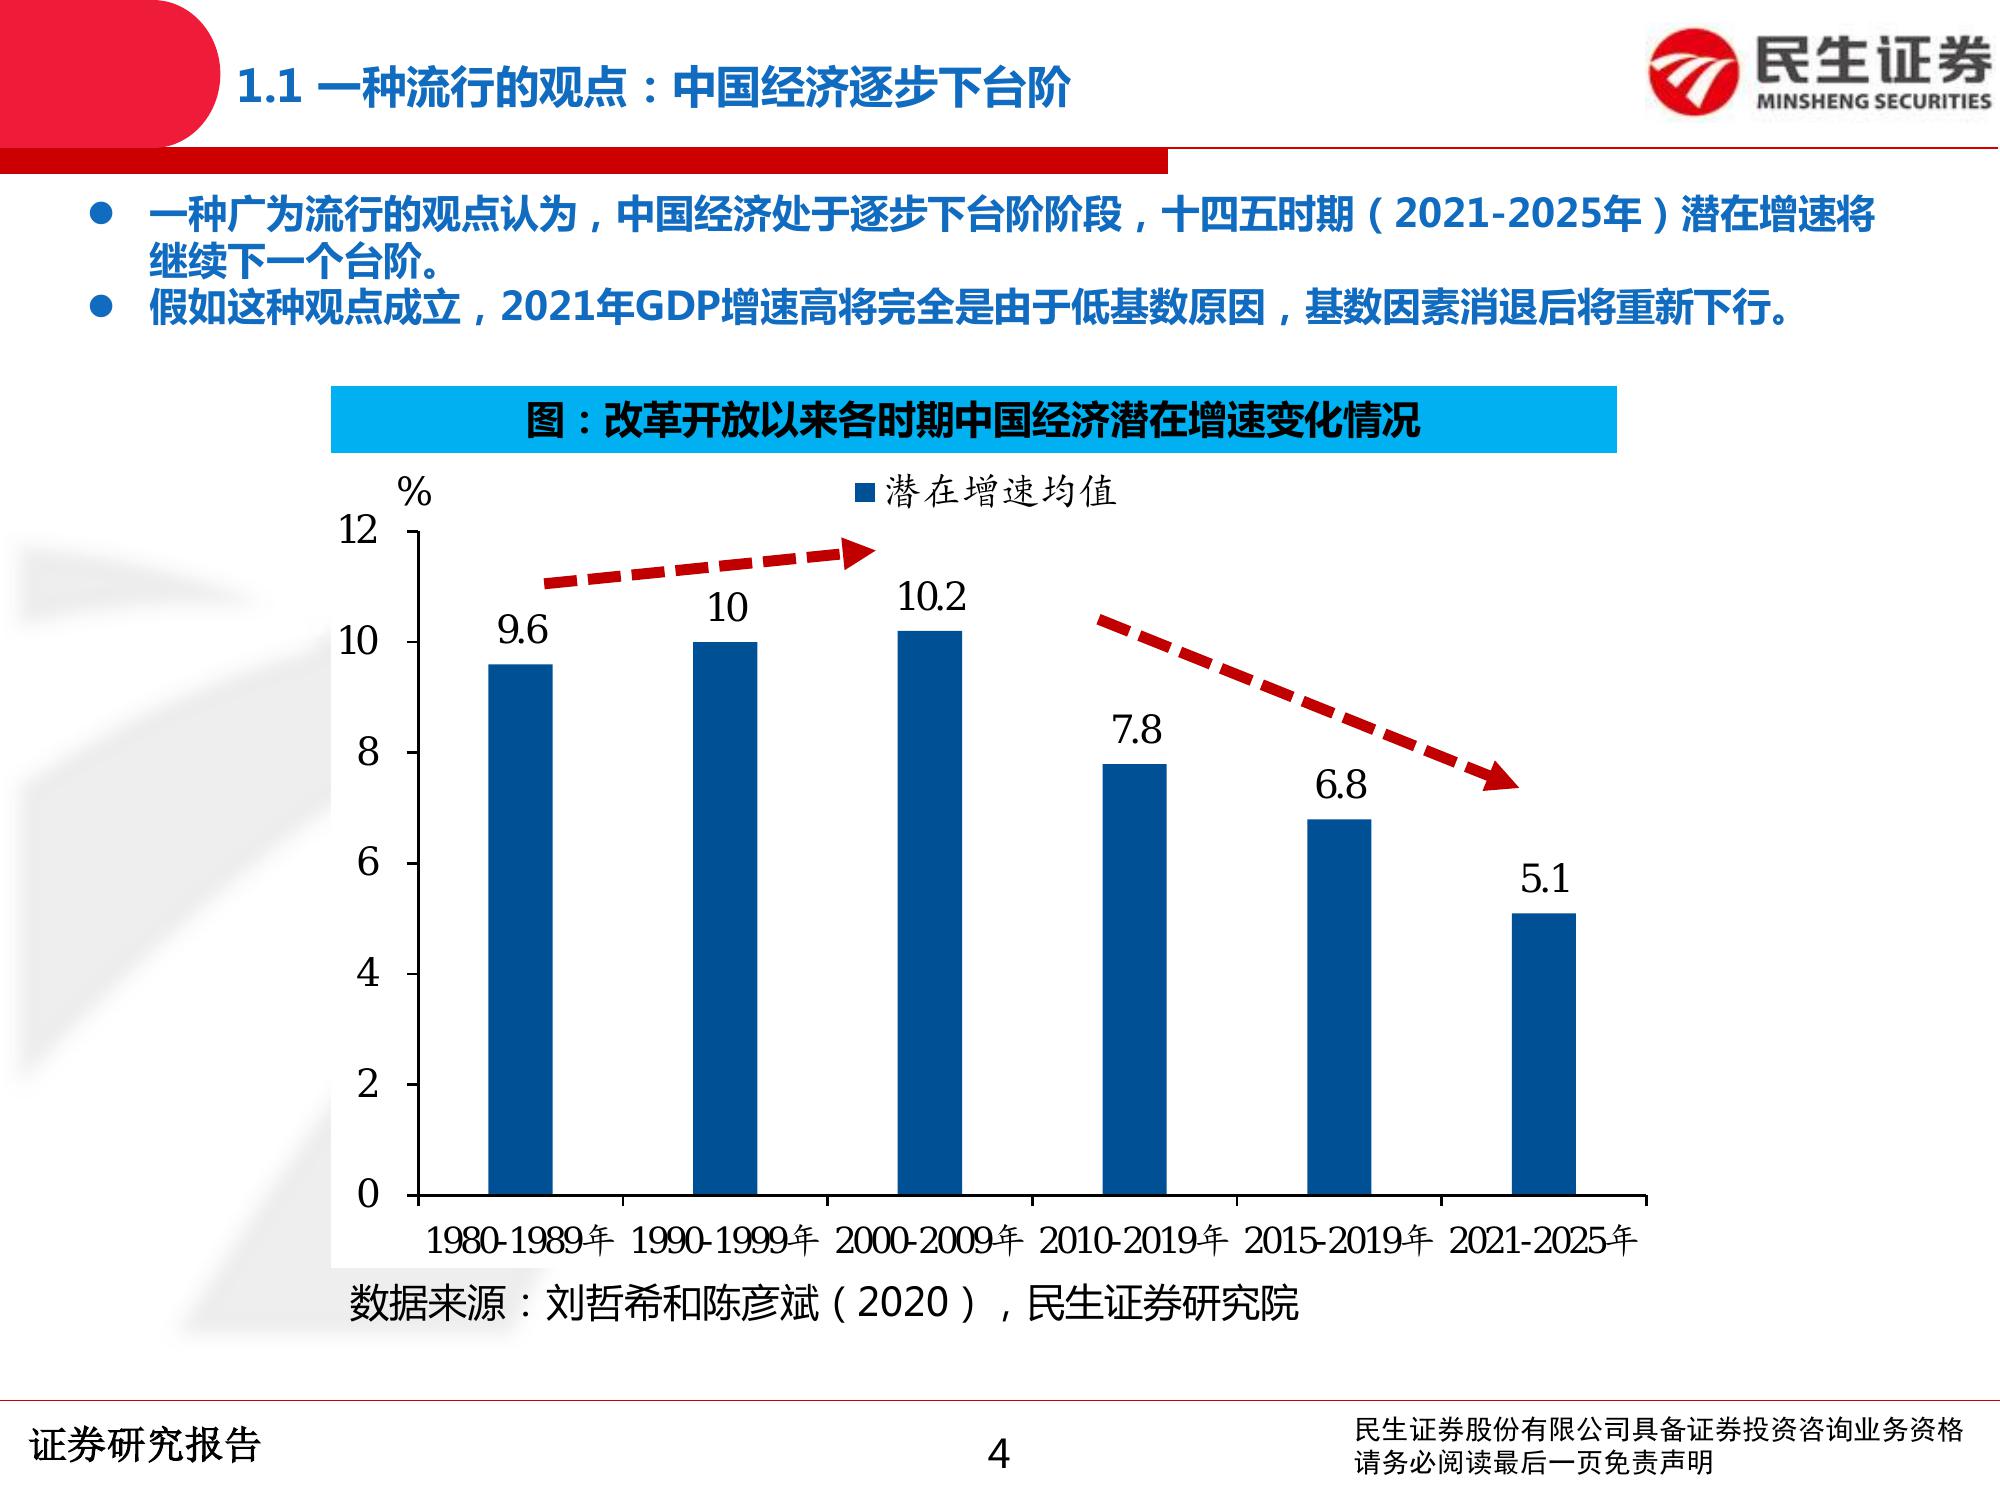 1.1 一种流行的观点：中国经济逐步下台阶
民生证券
MINSHENG SECURITIES
● 一种广为流行的观点认为，中国经济处于逐步下台阶阶段，十四五时期（2021-2025年）潜在增速将
继续下一个台阶。
● 假如这种观点成立，2021年GDP增速高将完全是由于低基数原因，基数因素消退后将重新下行。
图：改革开放以来各时期中国经济潜在增速变化情况
%
潜在增速均值
12
10
8
6
4
2
0
9.6
10
10.2
7.8
6.8
5.1
1980-1989年 1990-1999年 2000-2009年 2010-2019年 2015-2019年 2021-2025年
数据来源：刘哲希和陈彦斌（2020），民生证券研究院
证券研究报告
4
民生证券股份有限公司具备证券投资咨询业务资格
请务必阅读最后一页免责声明